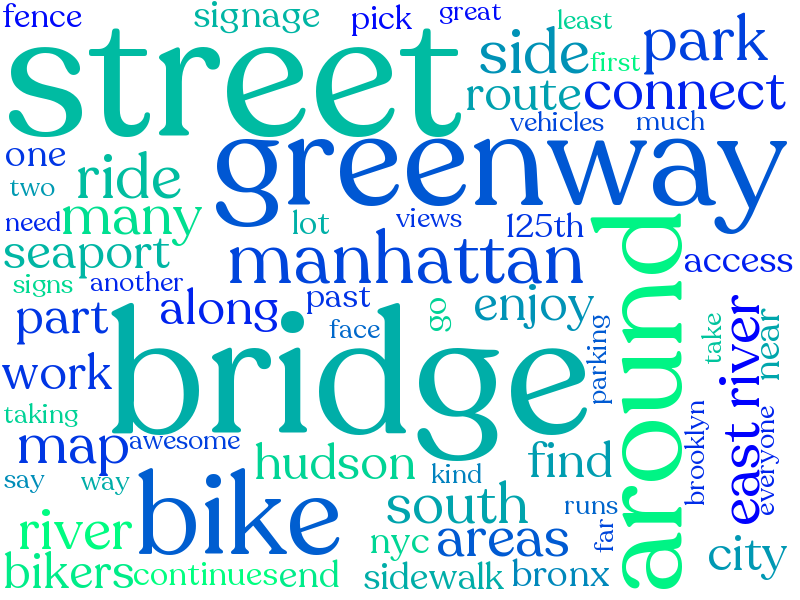 fence
signage
pick
great
least
street
side
first
park
route
connect
vehicles
much
one
ride
greenway
two
need
many
lot
views
125th
seaport
manhattan
access
signs
another
around
part
along
past
enjoy
face
go
parking
east river
near
take
bridge
work
taking
map
awesome
hudson
kind
find
brooklyn
everyone
say
way
bike
south
runs
river
nyc
areas
far
city
bikers
continues
end
sidewalk
bronx